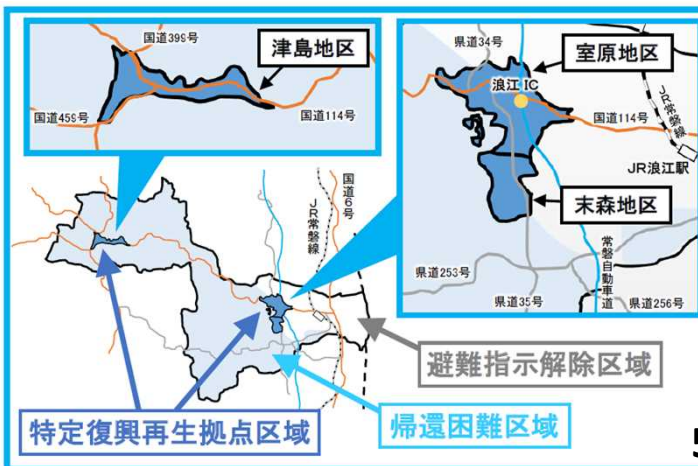 国道399号
津島地区
国道459号
国道114号
県道34号
室原地区
浪江 IC
国道114号
JR常磐線
JR浪江駅
末森地区
県道253号
常磐自動車道
県道35号
県道256号
国道6号
JR常磐線
避難指示解除区域
特定復興再生拠点区域
帰還困難区域